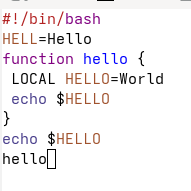 #!/bin/bash
HELL=Hello
function hello {
 LOCAL HELLO=World
 echo $HELLO
}
echo $HELLO
hello